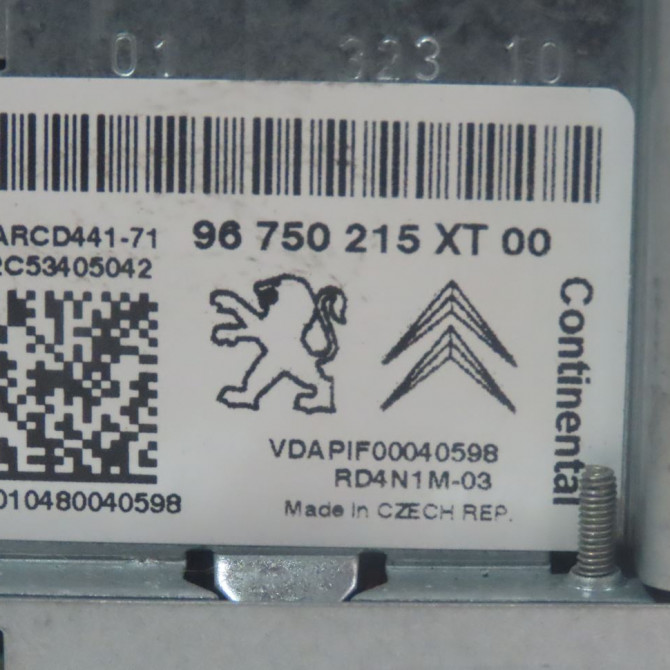 01 323 10
ARCD441-71 96 750 215 XT 00
2C53405042
Continental
VDAPIF00040598
RD4N1M-03
010480040598
Made in CZECH REP.